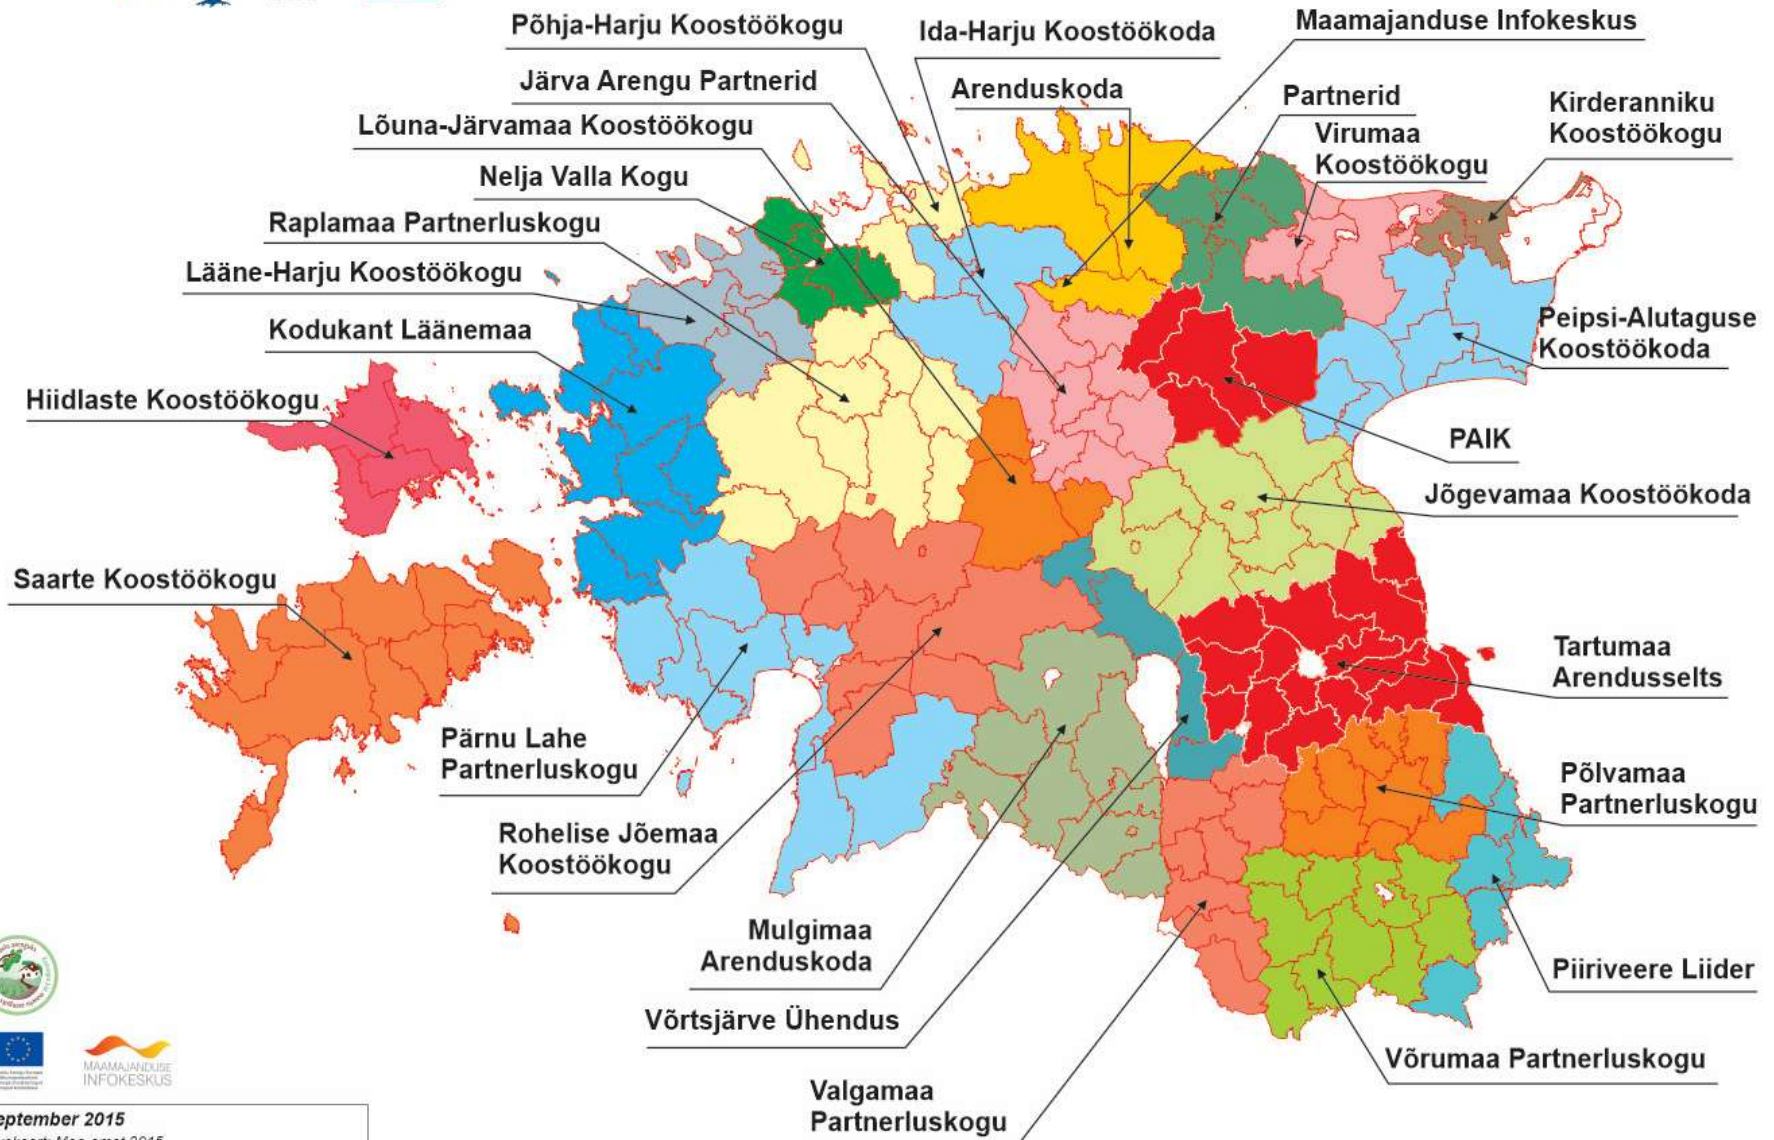 Põhja-Harju Koostöökogu
Ida-Harju Koostöökoda
Maamajanduse Infokeskus
Järva Arengu Partnerid
Arenduskoda
Partnerid
Kirderanniku
Koostöökogu
Lõuna-Järvamaa Koostöökogu
Virumaa
Koostöökogu
Nelja Valla Kogu
Raplamaa Partnerluskogu
Lääne-Harju Koostöökogu
Kodukant Läänemaa
Peipsi-Alutaguse
Koostöökoda
Hiidlaste Koostöökogu
PAIK
Jõgevamaa Koostöökoda
Saarte Koostöökogu
Tartumaa
Arendusselts
Pärnu Lahe
Partnerluskogu
Põlvamaa
Partnerluskogu
Rohelise Jõemaa
Koostöökogu
Mulgimaa
Arenduskoda
Piiriveere Liider
Võrtsjärve Ühendus
Võrumaa Partnerluskogu
Valgamaa
Partnerluskogu
MAAMAJANDUSE
INFOKESKUS
eptember 2015